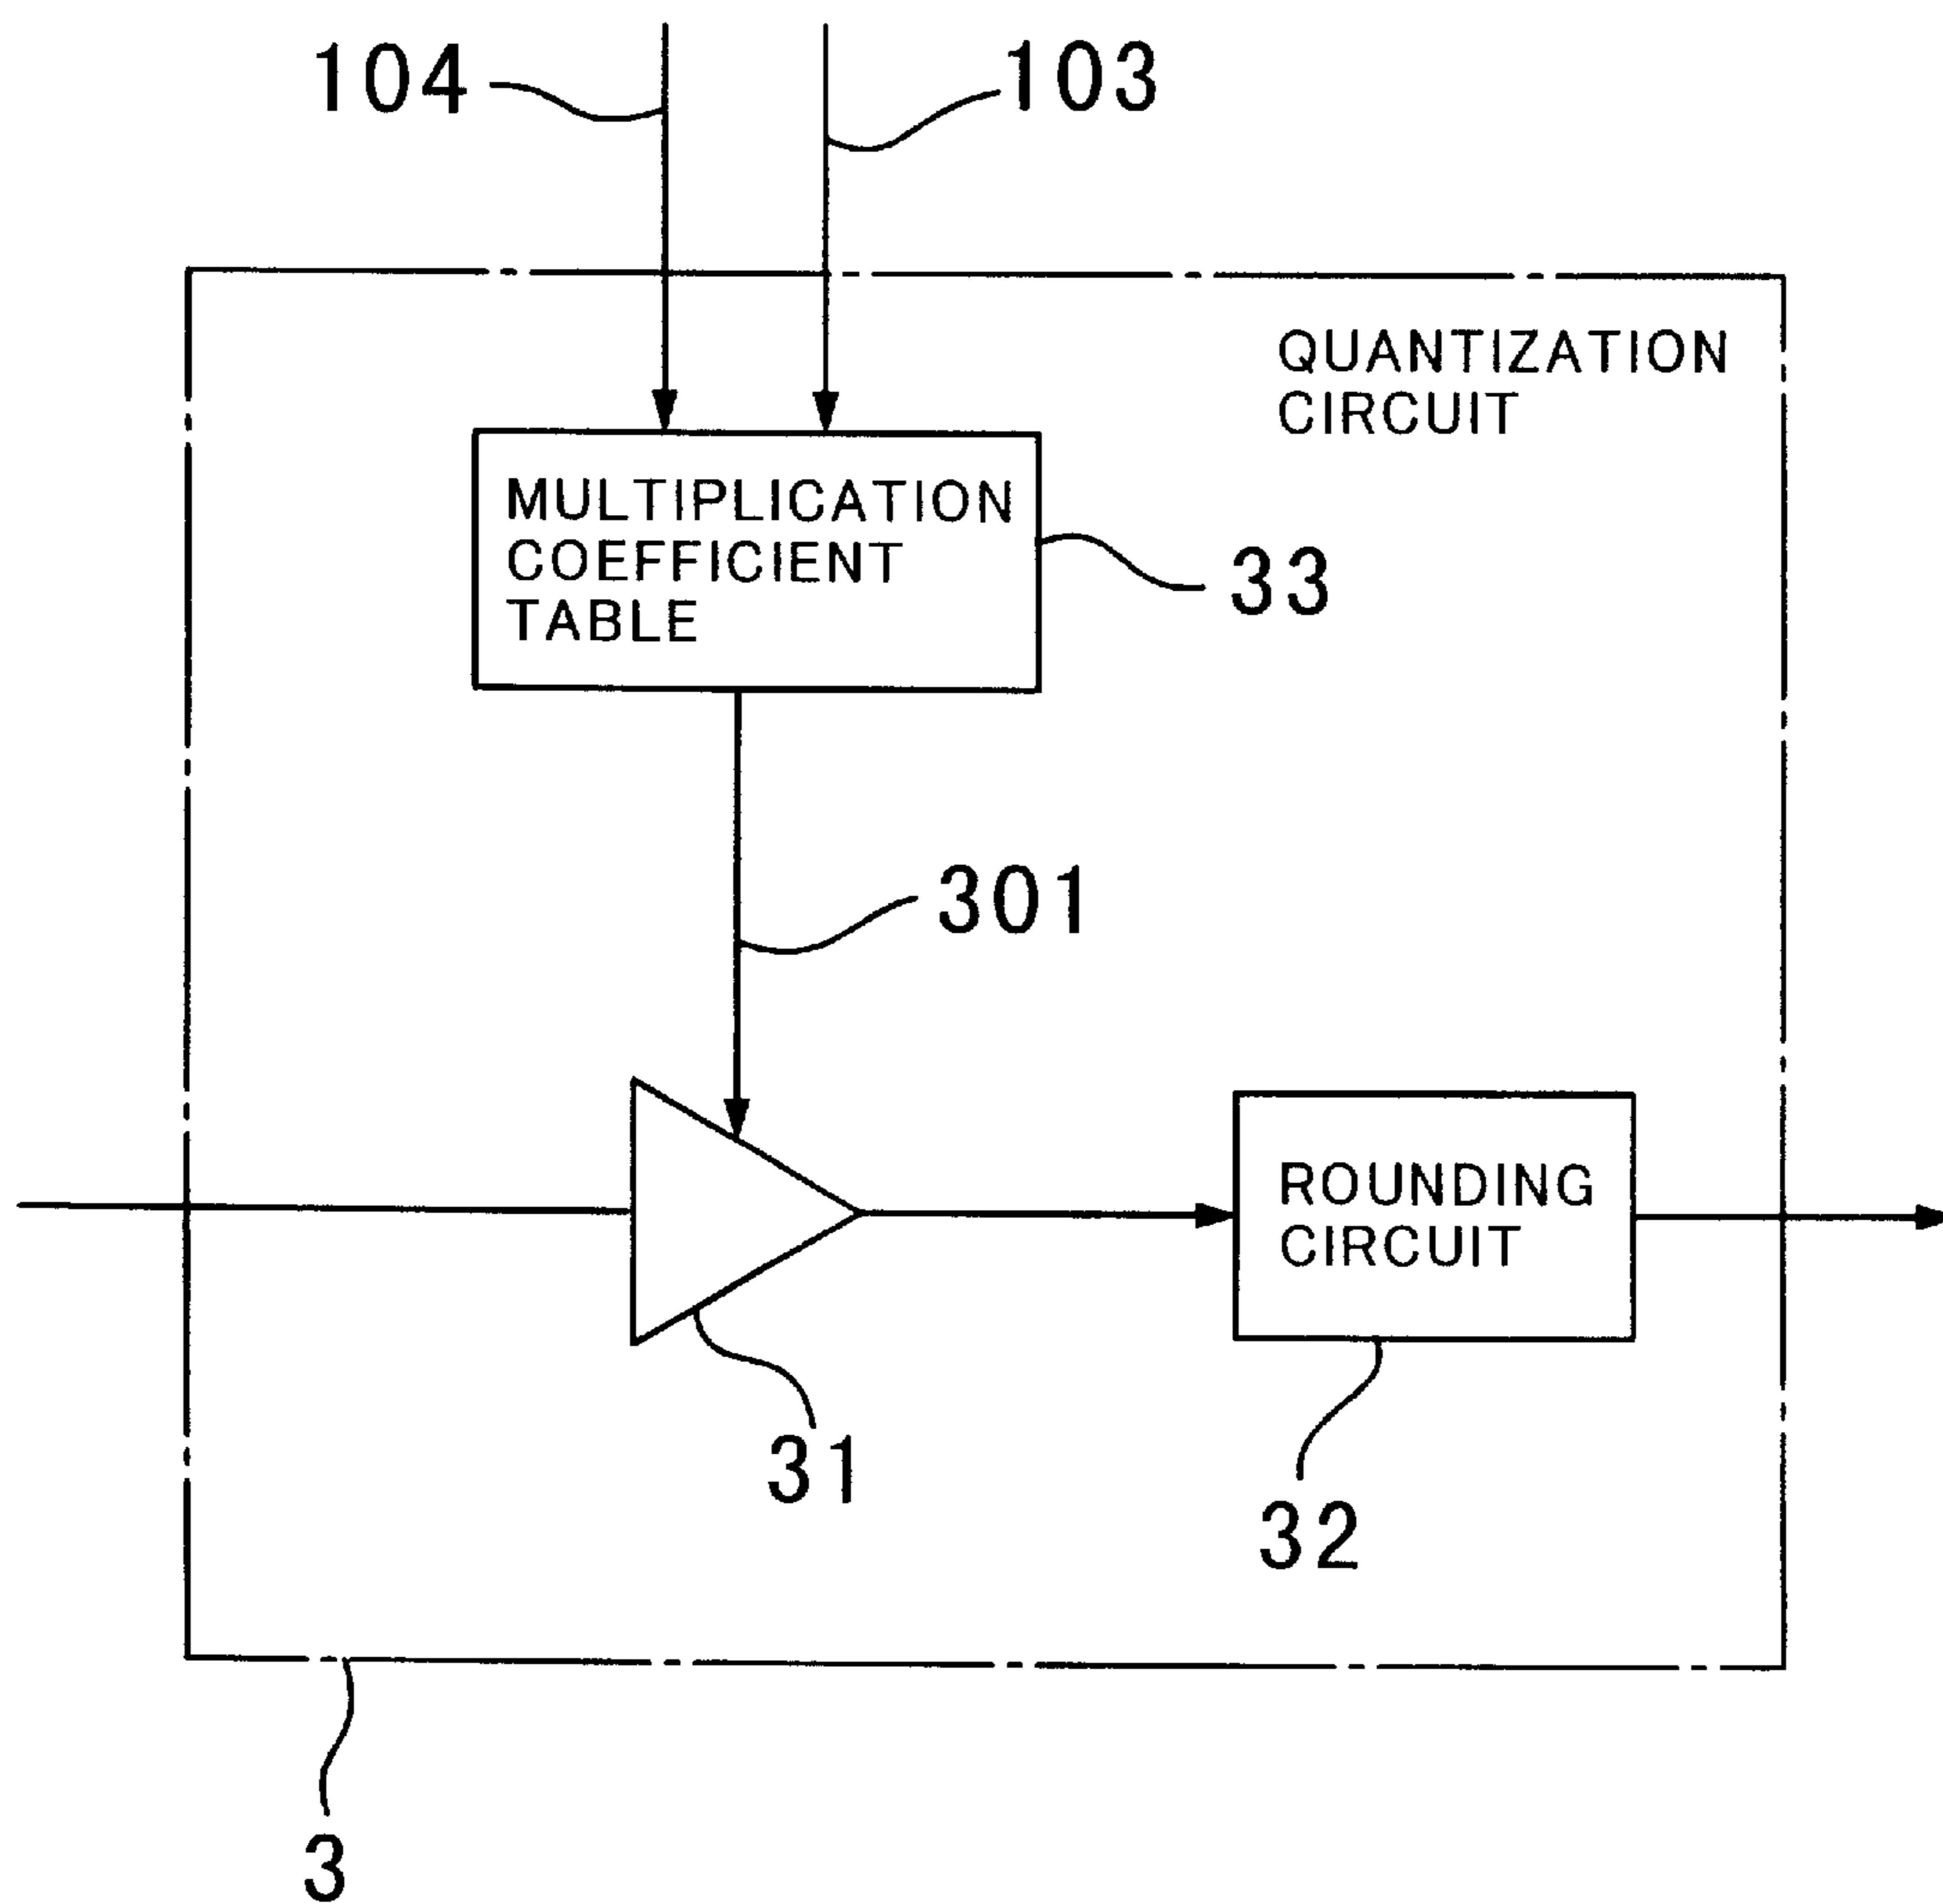 104
103
QUANTIZATION
CIRCUIT
MULTIPLICATION
COEFFICIENT
TABLE
33
301
ROUNDING
CIRCUIT
31
32
3